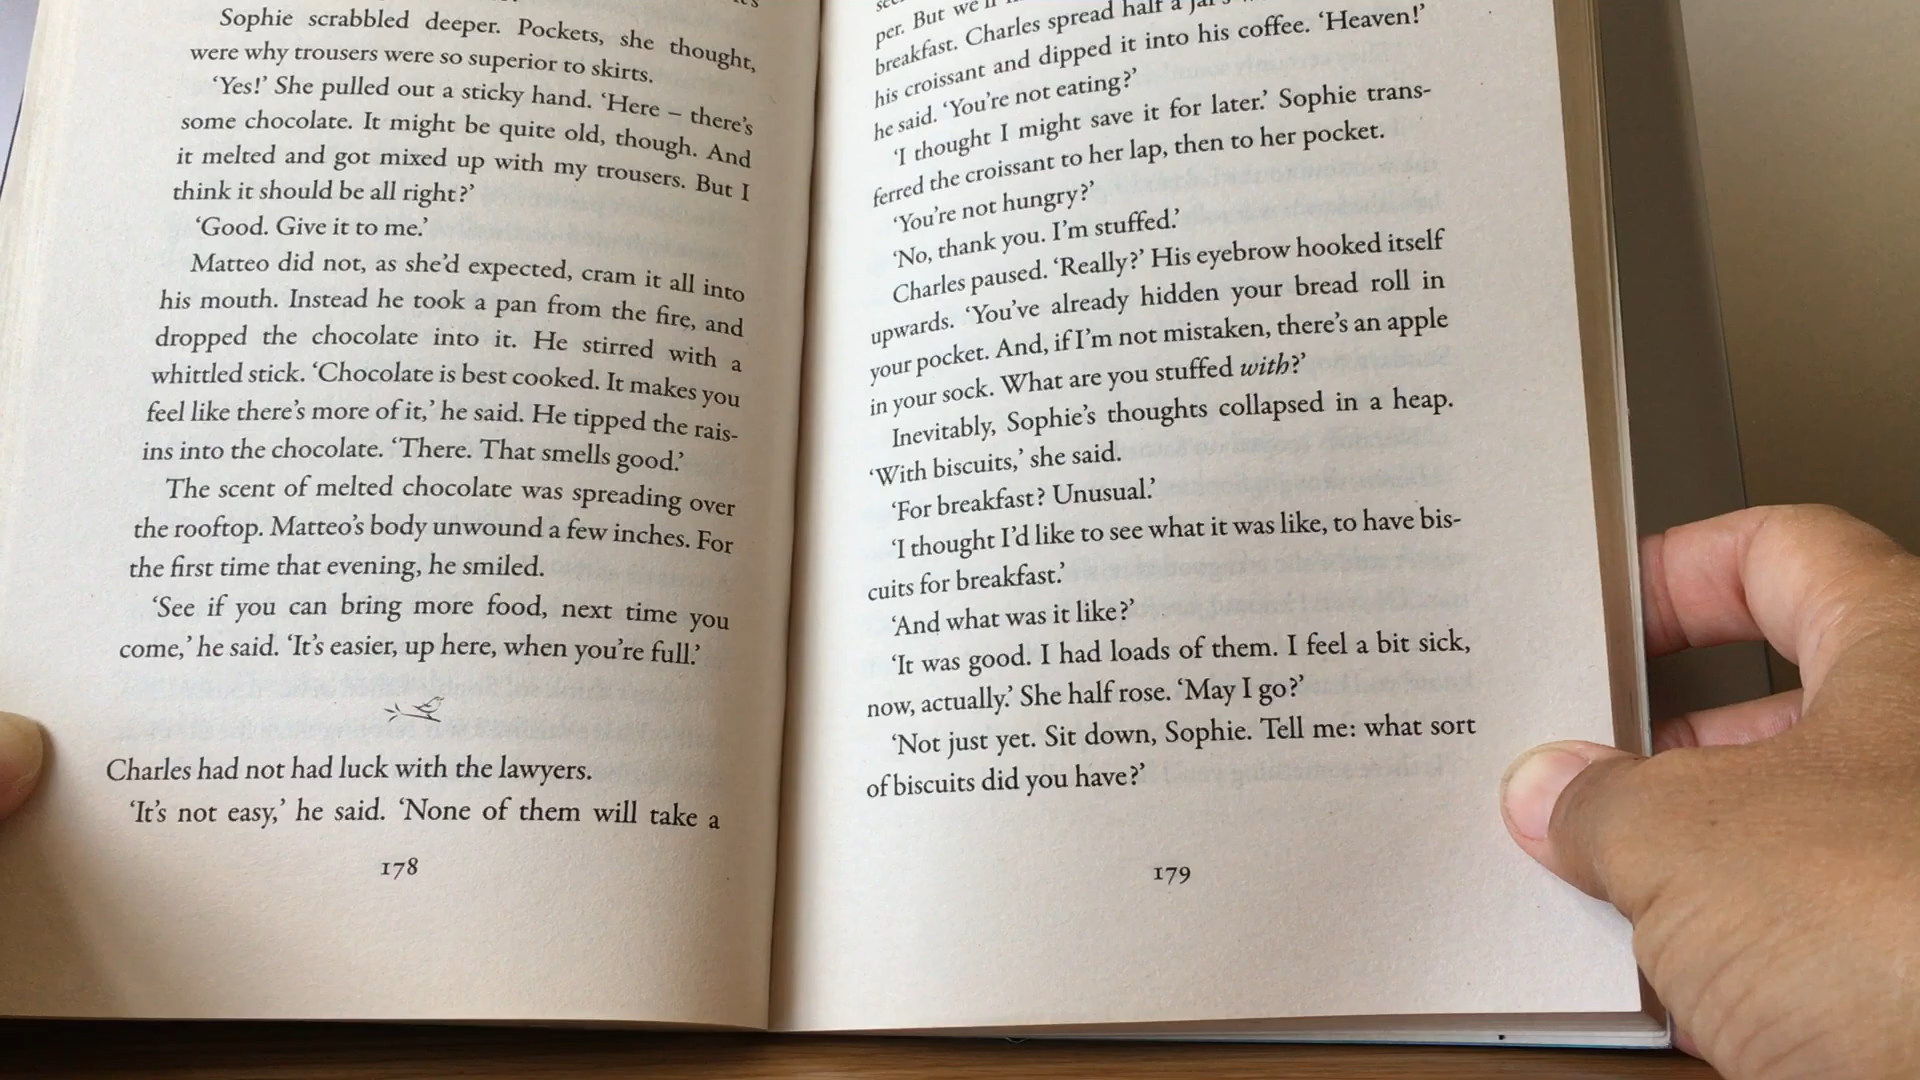 Sophie scrabbled deeper. Pockets, she thought,
were why trousers were so superior to skirts.
‘Yes!’ She pulled out a sticky hand. ‘Here – there’s
some chocolate. It might be quite old, though. And
it melted and got mixed up with my trousers. But I
think it should be all right?’
‘Good. Give it to me.’
Matteo did not, as she’d expected, cram it all into
his mouth. Instead he took a pan from the fire, and
dropped the chocolate into it. He stirred with a
whittled stick. ‘Chocolate is best cooked. It makes you
feel like there’s more of it,’ he said. He tipped the rais-
ins into the chocolate. ‘There. That smells good.’
The scent of melted chocolate was spreading over
the rooftop. Matteo’s body unwound a few inches. For
the first time that evening, he smiled.
‘See if you can bring more food, next time you
come,’ he said. ‘It’s easier, up here, when you’re full.’
Charles had not had luck with the lawyers.
‘It’s not easy,’ he said. ‘None of them will take a
178
per. But we’ll
breakfast. Charles spread half a jar’s
his croissant and dipped it into his coffee. ‘Heaven!’
he said. ‘You’re not eating?’
‘I thought I might save it for later.’ Sophie trans-
ferred the croissant to her lap, then to her pocket.
‘You’re not hungry?’
‘No, thank you. I’m stuffed.’
Charles paused. ‘Really?’ His eyebrow hooked itself
upwards. ‘You’ve already hidden your bread roll in
your pocket. And, if I’m not mistaken, there’s an apple
in your sock. What are you stuffed with?’
Inevitably, Sophie’s thoughts collapsed in a heap.
‘With biscuits,’ she said.
‘For breakfast? Unusual.’
‘I thought I’d like to see what it was like, to have bis-
cuits for breakfast.’
‘And what was it like?’
‘It was good. I had loads of them. I feel a bit sick,
now, actually.’ She half rose. ‘May I go?’
‘Not just yet. Sit down, Sophie. Tell me: what sort
of biscuits did you have?’
179